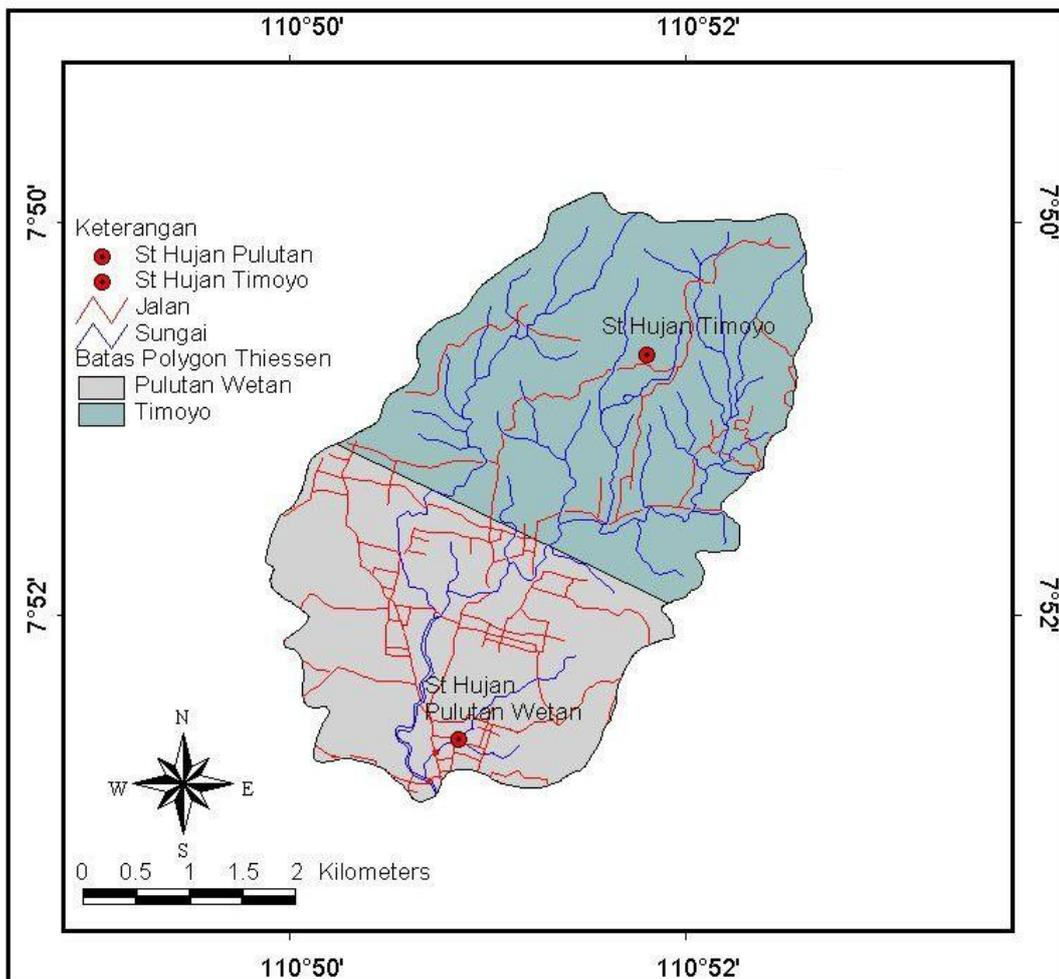 110°50' 110°52'
7°50' 7°50'
Keterangan
St Hujan Pulutan
St Hujan Timoyo
Jalan
Sungai
Batas Polygon Thiessen
Pulutan Wetan
Timoyo
St Hujan Timoyo
7°52' 7°52'
St Hujan
Pulutan Wetan
N
W E
S
0 0.5 1 1.5 2 Kilometers
110°50' 110°52'